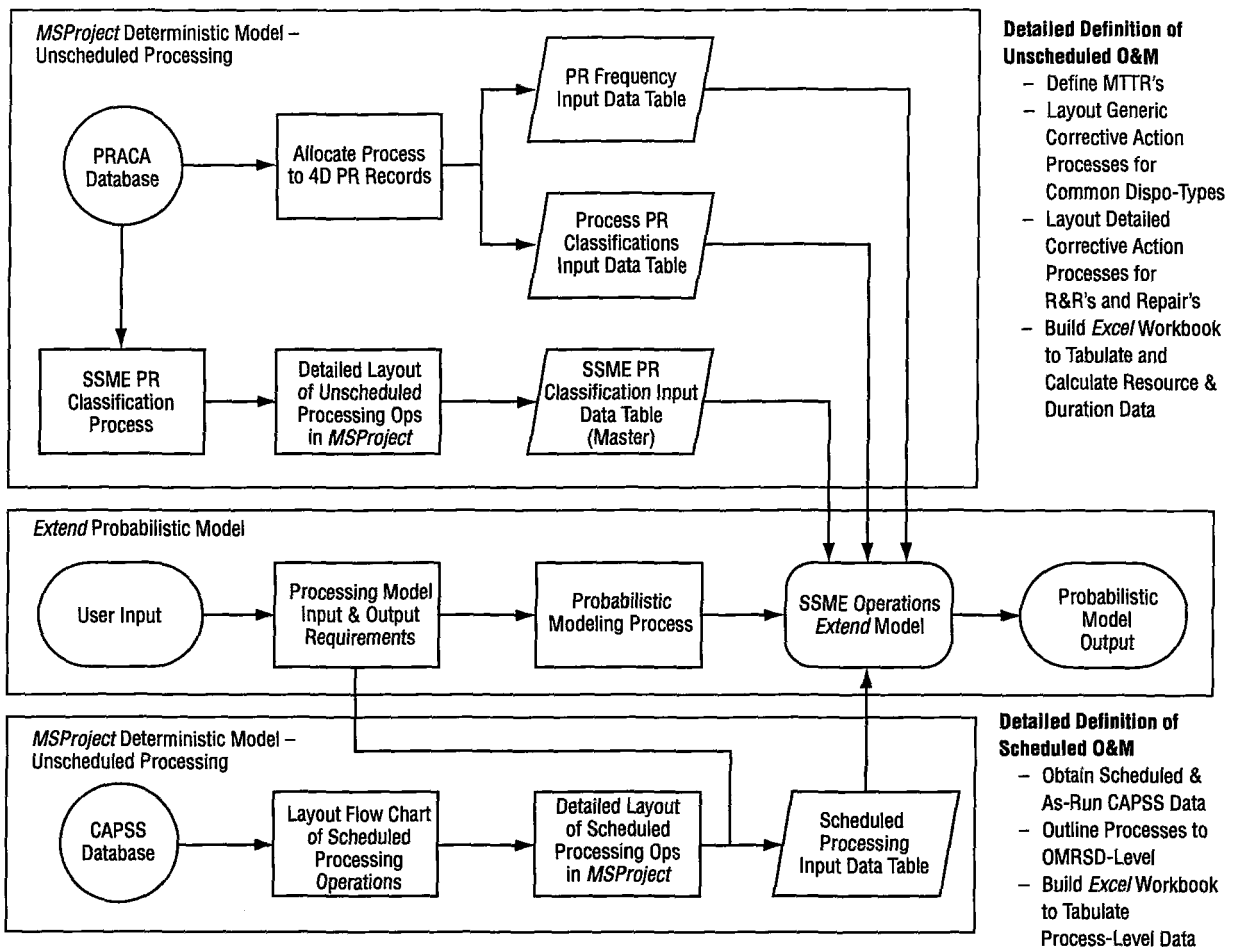 MSProject Deterministic Model –
Unscheduled Processing
PRACA
Database
Allocate Process
to 4D PR Records
PR Frequency
Input Data Table
Process PR
Classifications
Input Data Table
SSME PR
Classification
Process
Detailed Layout
of Unscheduled
Processing Ops
in MSProject
SSME PR
Classification Input
Data Table
(Master)
Detailed Definition of
Unscheduled O&M
– Define MTTR's
– Layout Generic
Corrective Action
Processes for
Common Dispo-Types
– Layout Detailed
Corrective Action
Processes for
R&R's and Repair's
– Build Excel Workbook
to Tabulate and
Calculate Resource &
Duration Data
Extend Probabilistic Model
User Input
Processing Model
Input & Output
Requirements
Probabilistic
Modeling Process
SSME Operations
Extend Model
Probabilistic
Model
Output
MSProject Deterministic Model –
Unscheduled Processing
CAPSS
Database
Layout Flow Chart
of Scheduled
Processing
Operations
Detailed Layout
of Scheduled
Processing Ops
in MSProject
Scheduled
Processing
Input Data Table
Detailed Definition of
Scheduled O&M
– Obtain Scheduled &
As-Run CAPSS Data
– Outline Processes to
OMRSD-Level
– Build Excel Workbook
to Tabulate
Process-Level Data